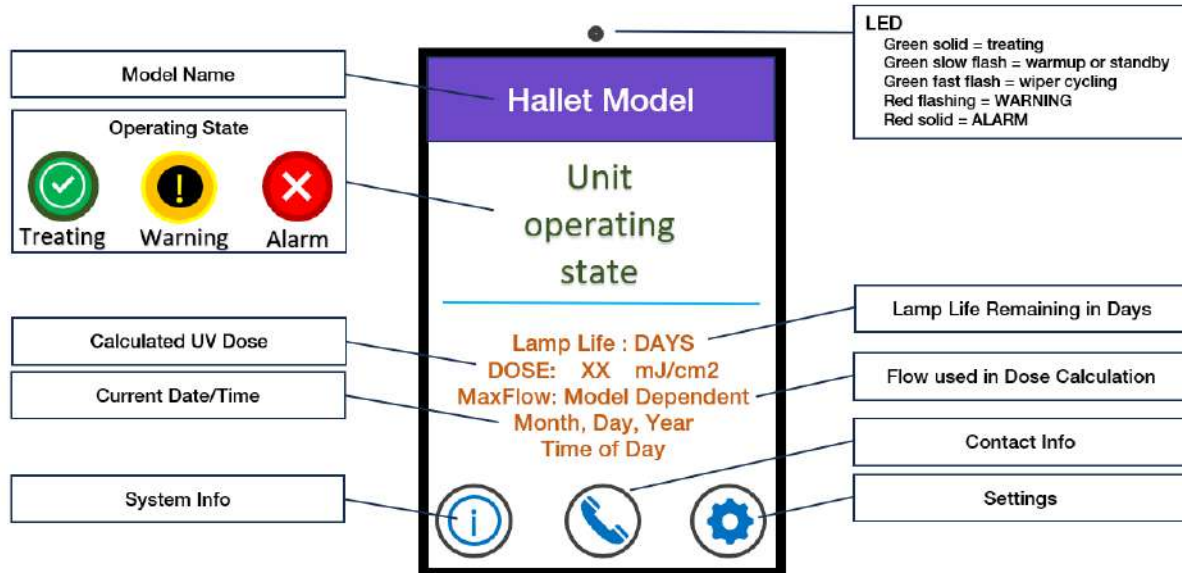 LED
Green solid = treating
Green slow flash = warmup or standby
Green fast flash = wiper cycling
Red flashing = WARNING
Red solid = ALARM
Model Name
Hallet Model
Operating State
Treating Warning Alarm
Unit
operating
state
Lamp Life Remaining in Days
Calculated UV Dose
Lamp Life : DAYS
DOSE: XX mJ/cm2
MaxFlow: Model Dependent
Month, Day, Year
Time of Day
Flow used in Dose Calculation
Current Date/Time
Contact Info
System Info
Settings